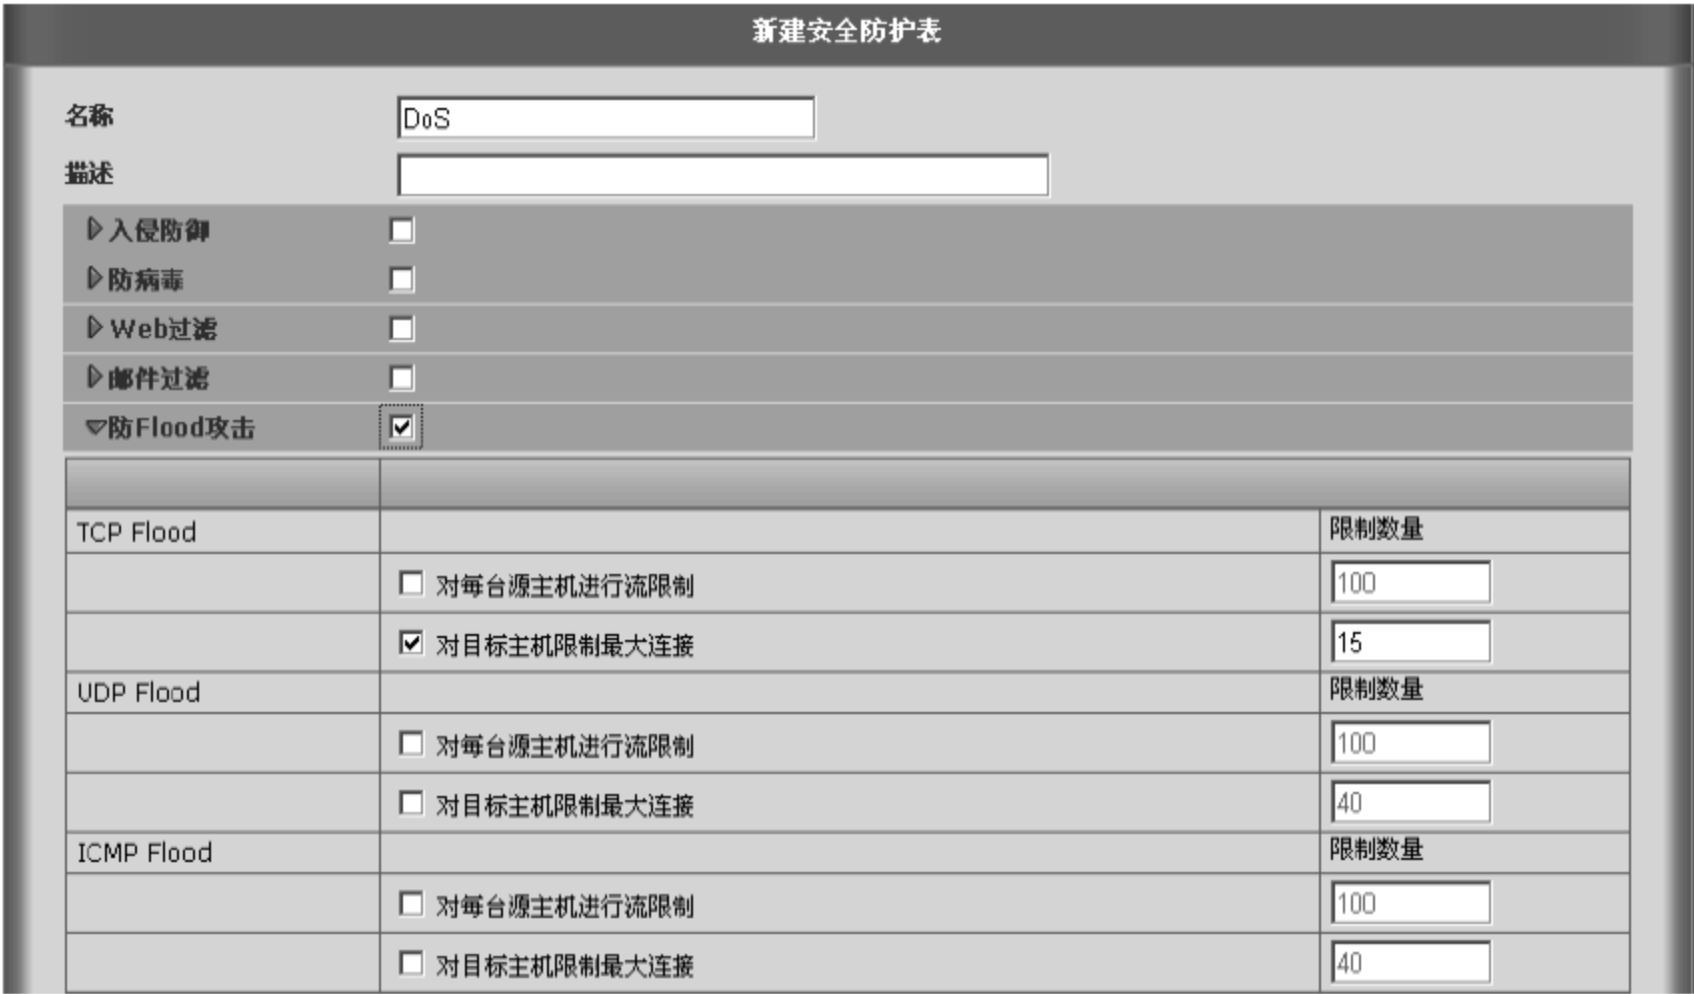 新建安全防护表
名称 DoS
描述
入侵防御
防病毒
Web过滤
邮件过滤
防Flood攻击
TCP Flood 限制数量
对每台源主机进行流限制 100
对目标主机限制最大连接 15
UDP Flood 限制数量
对每台源主机进行流限制 100
对目标主机限制最大连接 40
ICMP Flood 限制数量
对每台源主机进行流限制 100
对目标主机限制最大连接 40